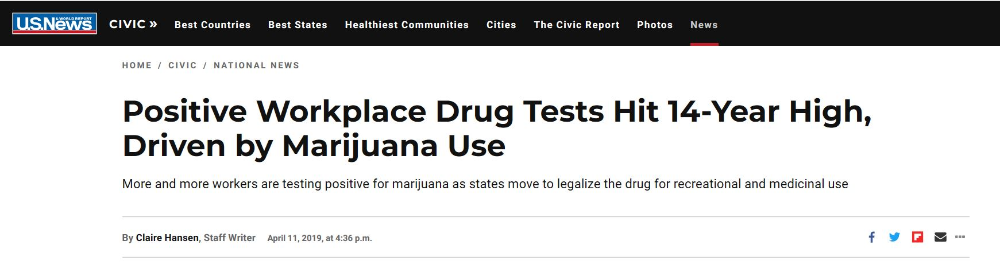 U.S.News & WORLD REPORT CIVIC » Best Countries Best States Healthiest Communities Cities The Civic Report Photos News
HOME / CIVIC / NATIONAL NEWS
Positive Workplace Drug Tests Hit 14-Year High,
Driven by Marijuana Use
More and more workers are testing positive for marijuana as states move to legalize the drug for recreational and medicinal use
By Claire Hansen, Staff Writer April 11, 2019, at 4:36 p.m.